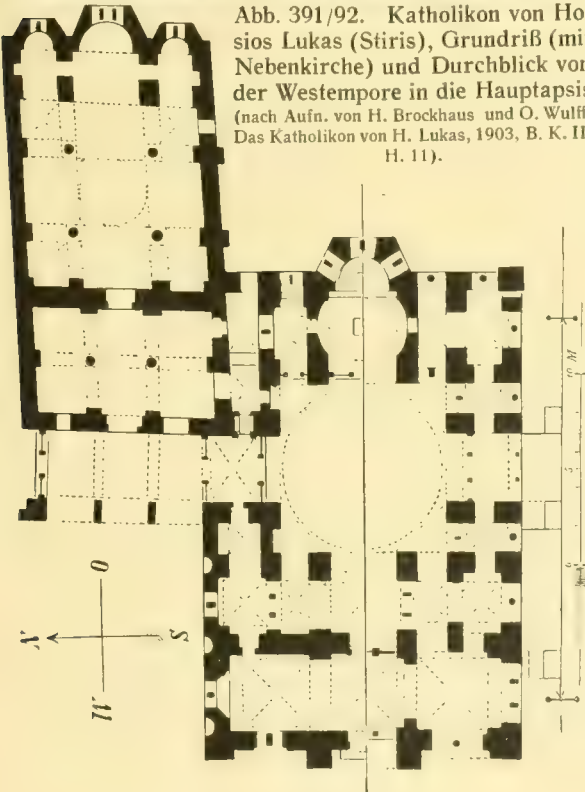 Abb. 391/92. Katholikon von Ho-
sios Lukas (Stiris), Grundriß (mi
Nebenkirche) und Durchblick vor
der Westempore in die Hauptapsis
(nach Aufn. von H. Brockhaus und O. Wulff
Das Katholikon von H. Lukas, 1903, B. K. II
H. 11).
O
N
S
W